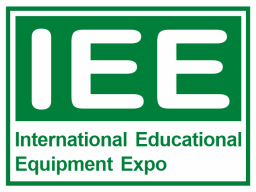 IEE
International Educational
Equipment Expo